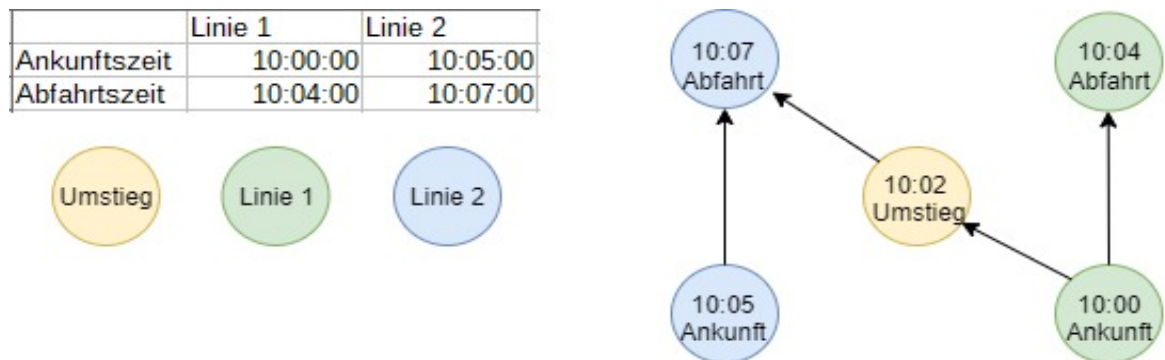 Linie 1 Linie 2
Ankunftszeit 10:00:00 10:05:00
Abfahrtszeit 10:04:00 10:07:00
Umstieg
Linie 1
Linie 2
10:07
Abfahrt
10:04
Abfahrt
10:02
Umstieg
10:05
Ankunft
10:00
Ankunft